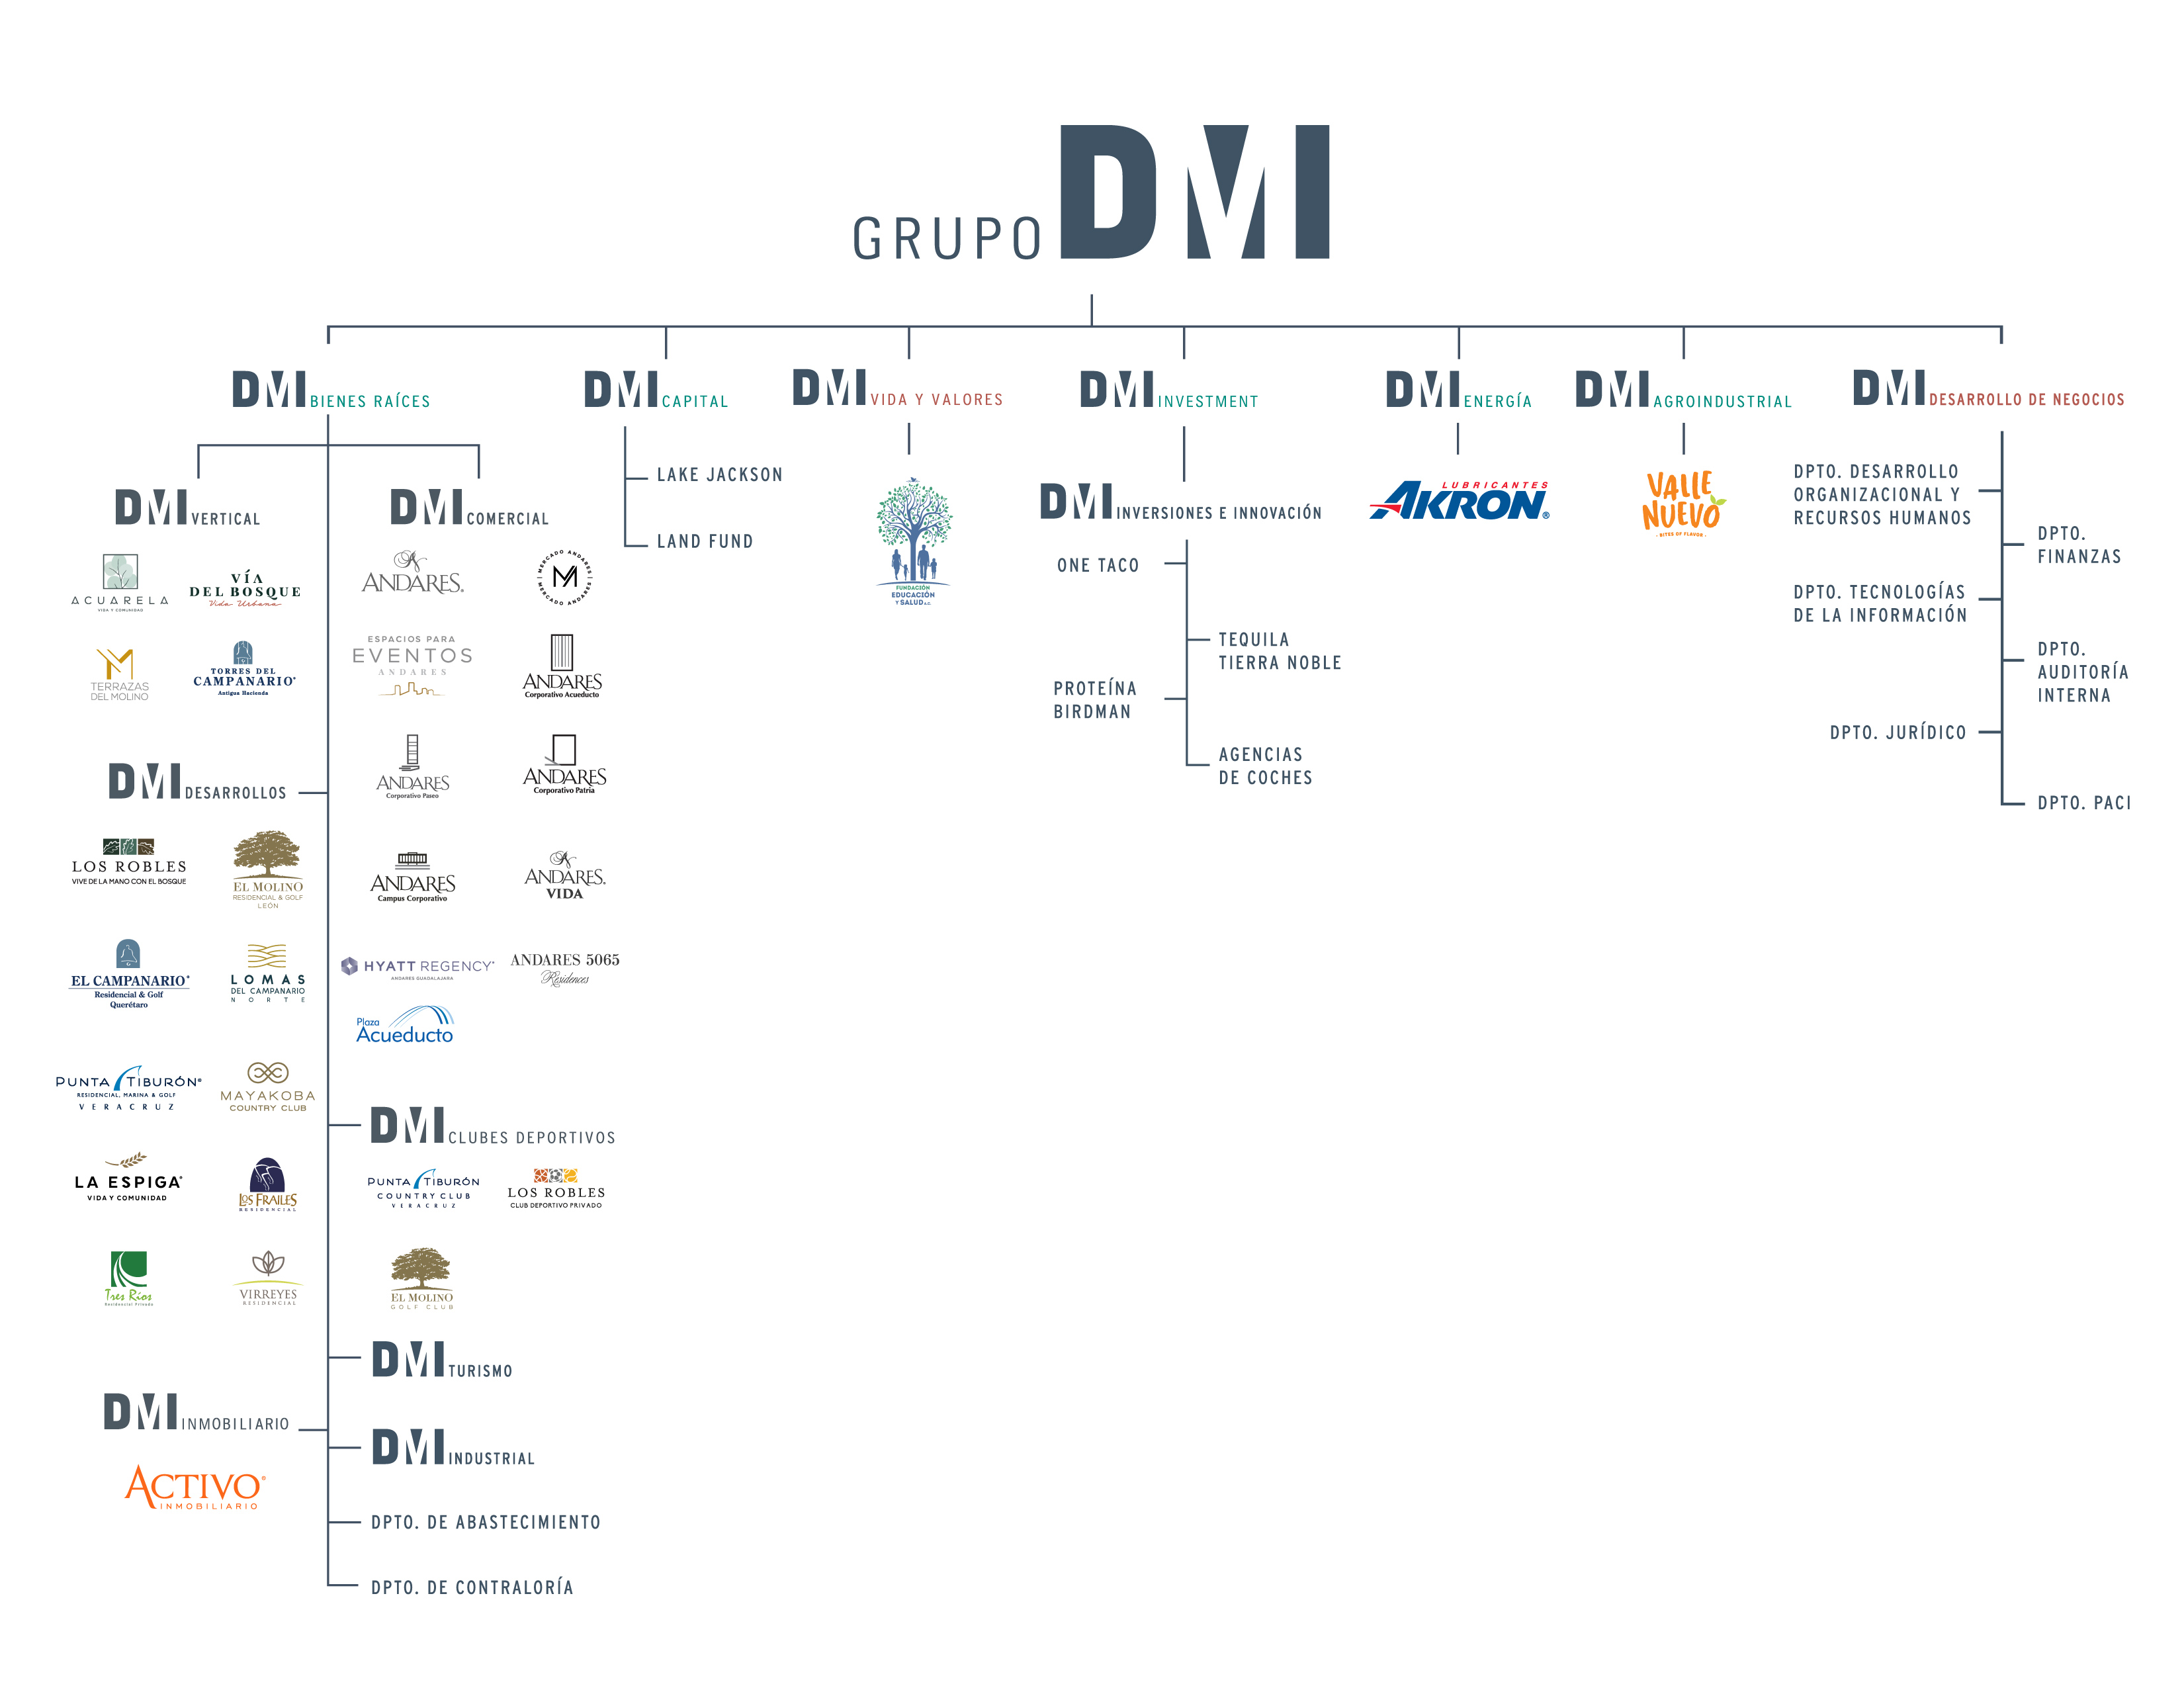 GRUPO DMI
DMI BIENES RAÍCES
DMI CAPITAL
DMI VIDA Y VALORES
DMI INVESTMENT
DMI ENERGÍA
DMI AGROINDUSTRIAL
DMI DESARROLLO DE NEGOCIOS
DMI VERTICAL
ACUARELA
VIDA Y COMUNIDAD
VÍA
DEL BOSQUE
Vida Urbana
TERRAZAS
DEL MOLINO
TORRES DEL
CAMPANARIO
Antigua Hacienda
DMI COMERCIAL
A
ANDARES®
MERCADO ANDARES
M
MERCADO ANDARES
ESPACIOS PARA
EVENTOS
ANDARES
ANDARES
Corporativo Acueducto
ANDARES
Corporativo Paseo
ANDARES
Corporativo Patria
ANDARES
Campus Corporativo
A
ANDARES®
VIDA
HYATT REGENCY
ANDARES GUADALAJARA
ANDARES 5065
Residences
Plaza
Acueducto
DMI DESARROLLOS
LOS ROBLES
VIVE DE LA MANO CON EL BOSQUE
EL MOLINO
RESIDENCIAL & GOLF
LEÓN
EL CAMPANARIO
Residencial & Golf
Querétaro
LOMAS
DEL CAMPANARIO
NORTE
PUNTA TIBURÓN®
RESIDENCIAL, MARINA & GOLF
VERACRUZ
MAYAKOBA
COUNTRY CLUB
LA ESPIGA
VIDA Y COMUNIDAD
LOS FRAILES
RESIDENCIAL
Tres Ríos
Residencial Privado
VIRREYES
RESIDENCIAL
DMI CLUBES DEPORTIVOS
PUNTA TIBURÓN
COUNTRY CLUB
VERACRUZ
LOS ROBLES
CLUB DEPORTIVO PRIVADO
EL MOLINO
GOLF CLUB
DMI TURISMO
DMI INMOBILIARIO
ACTIVO®
INMOBILIARIO
DMI INDUSTRIAL
DPTO. DE ABASTECIMIENTO
DPTO. DE CONTRALORÍA
LAKE JACKSON
LAND FUND
FUNDACIÓN
EDUCACIÓN
Y SALUD A.C.
DMI INVERSIONES E INNOVACIÓN
ONE TACO
TEQUILA
TIERRA NOBLE
PROTEÍNA
BIRDMAN
AGENCIAS
DE COCHES
LUBRICANTES
AKRON®
VALLE
NUEVO
- BITES OF FLAVOR -
DPTO. DESARROLLO
ORGANIZACIONAL Y
RECURSOS HUMANOS
DPTO.
FINANZAS
DPTO. TECNOLOGÍAS
DE LA INFORMACIÓN
DPTO.
AUDITORÍA
INTERNA
DPTO. JURÍDICO
DPTO. PACI